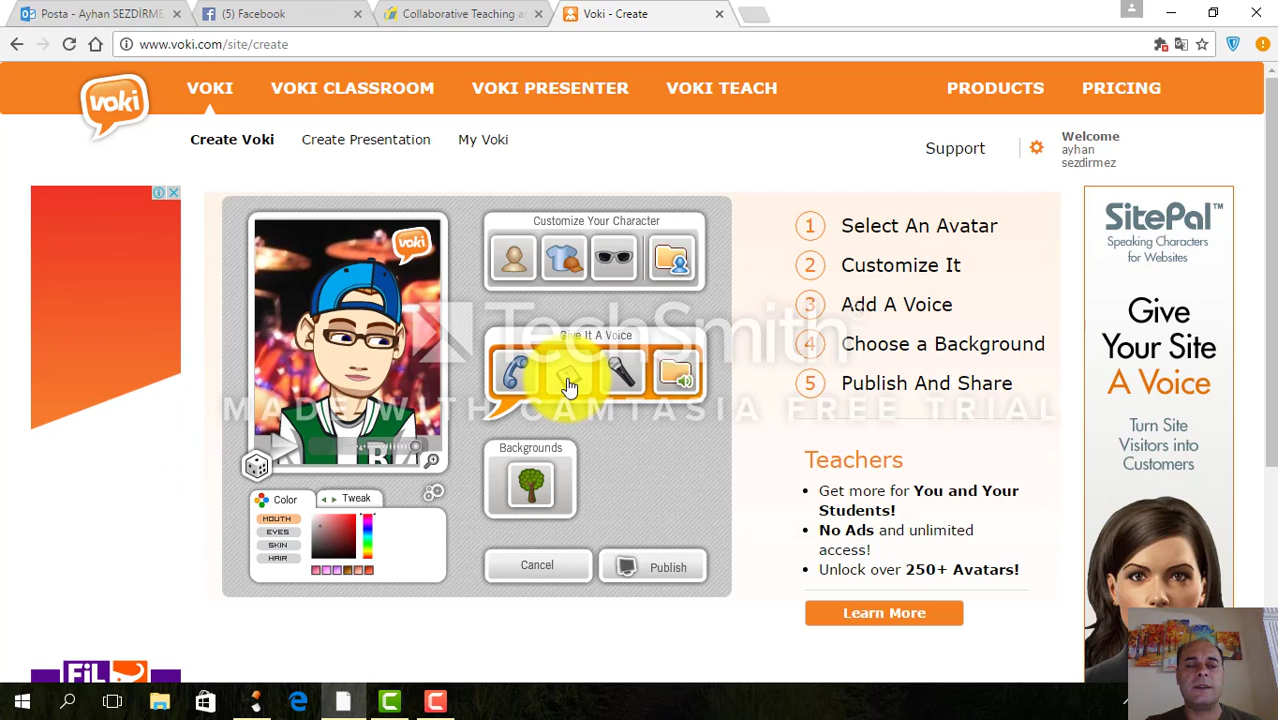 Posta - Ayhan SEZDİRME
(5) Facebook
Collaborative Teaching a
Voki - Create
www.voki.com/site/create
voki
VOKI
VOKI CLASSROOM
VOKI PRESENTER
VOKI TEACH
PRODUCTS
PRICING
Create Voki
Create Presentation
My Voki
Support
Welcome
ayhan
sezdirmez
voki
Customize Your Character
Give It A Voice
Backgrounds
Color
Tweak
MOUTH
EYES
SKIN
HAIR
Cancel
Publish
TechSmith
MADE WITH CAMTASIA FREE TRIAL
1 Select An Avatar
2 Customize It
3 Add A Voice
4 Choose a Background
5 Publish And Share
Teachers
• Get more for You and Your
Students!
• No Ads and unlimited
access!
• Unlock over 250+ Avatars!
Learn More
SitePal™
Speaking Characters
for Websites
Give
Your Site
A Voice
Turn Site
Visitors into
Customers
FiL